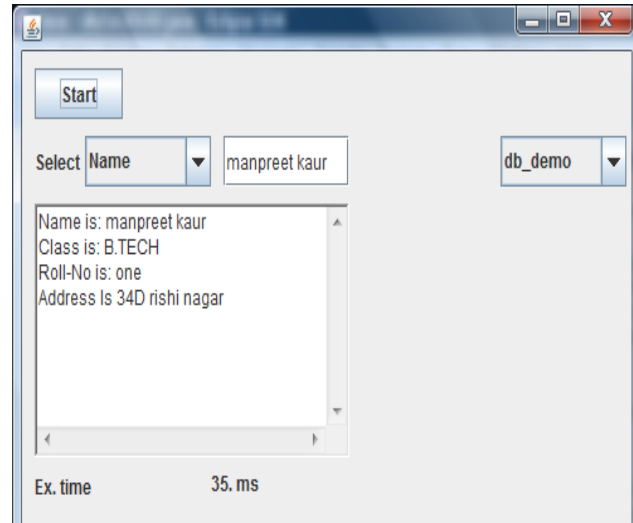 Start
Select Name manpreet kaur db_demo
Name is: manpreet kaur
Class is: B.TECH
Roll-No is: one
Address Is 34D rishi nagar
Ex. time 35. ms